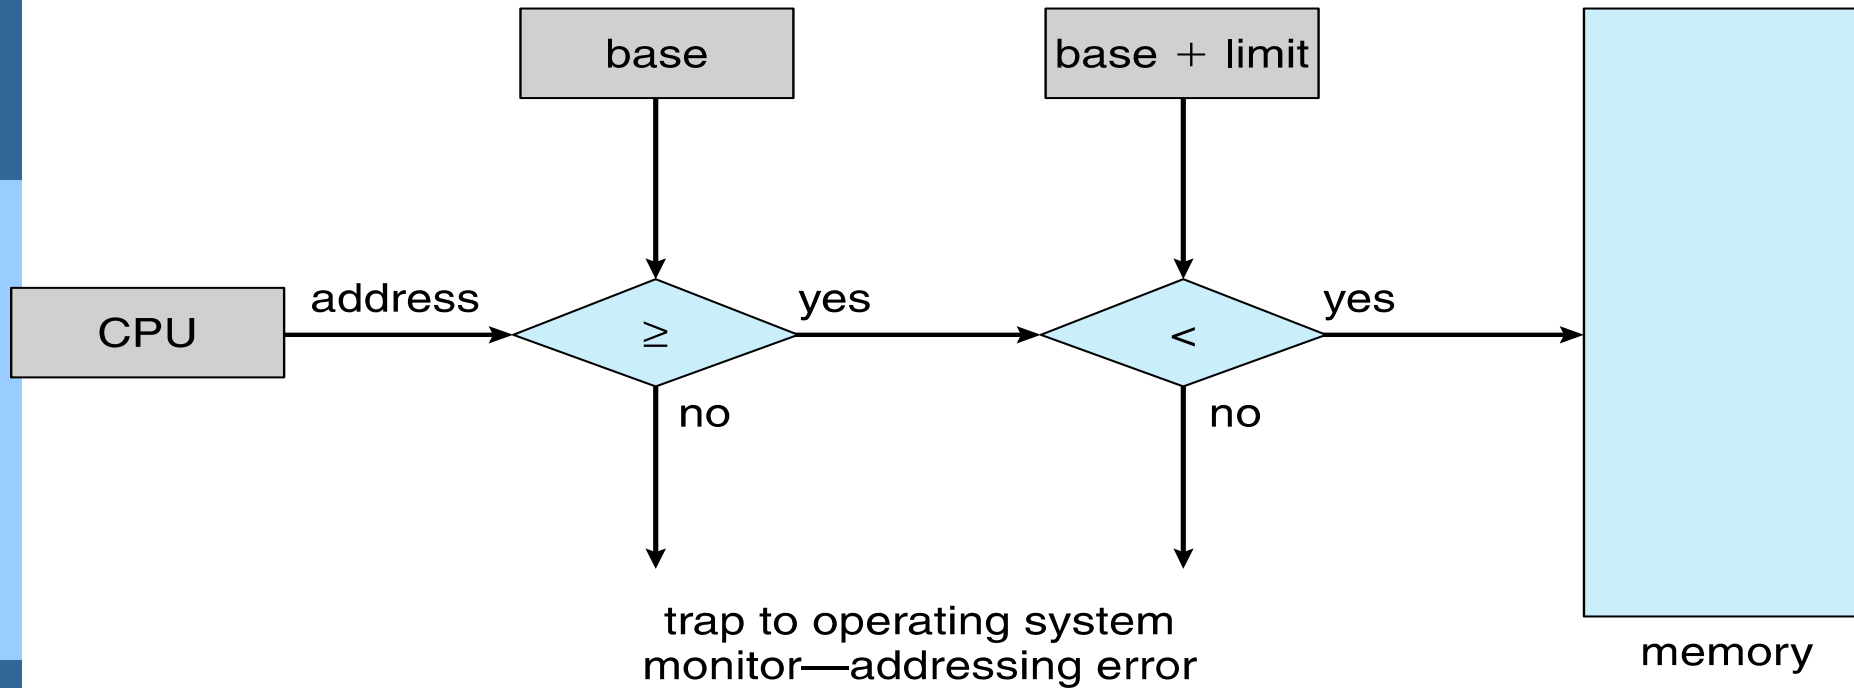 base
base + limit
address
yes
yes
CPU
≥
<
no
no
trap to operating system
monitor—addressing error
memory